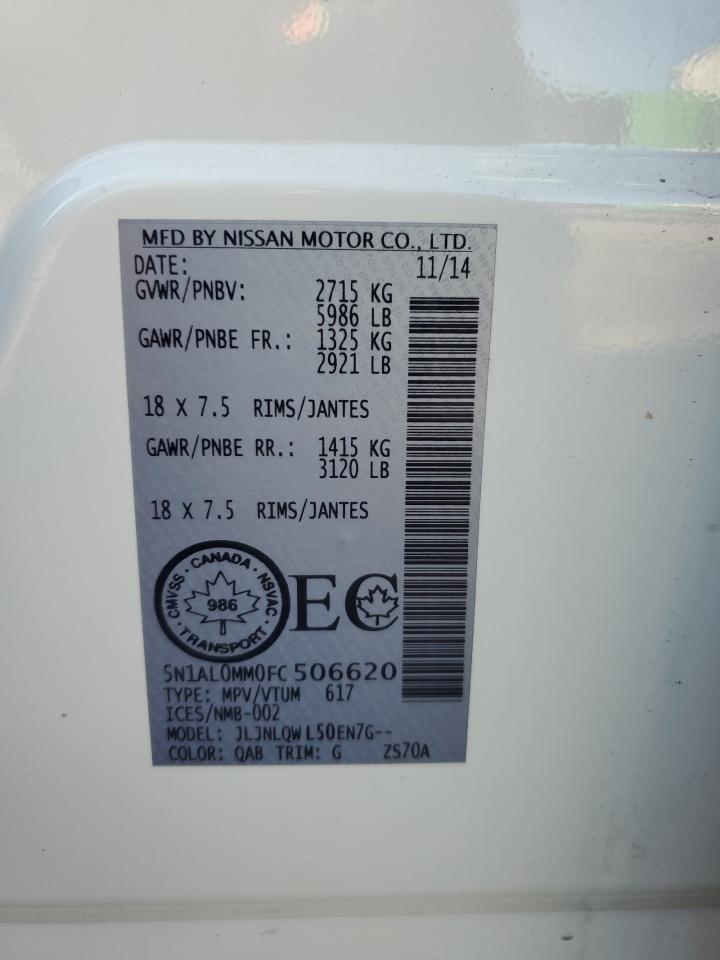 MFD BY NISSAN MOTOR CO., LTD.
DATE: 11/14
GVWR/PNBV: 2715 KG
5986 LB
GAWR/PNBE FR.: 1325 KG
2921 LB
18 X 7.5 RIMS/JANTES
GAWR/PNBE RR.: 1415 KG
3120 LB
18 X 7.5 RIMS/JANTES
CMVSS · CANADA · NSVAC · TRANSPORT ·
986
EC
5N1AL0MM0FC 506620
TYPE: MPV/VTUM 617
ICES/NMB-002
MODEL: JLJNLQW L50EN7G--
COLOR: QAB TRIM: G ZS70A